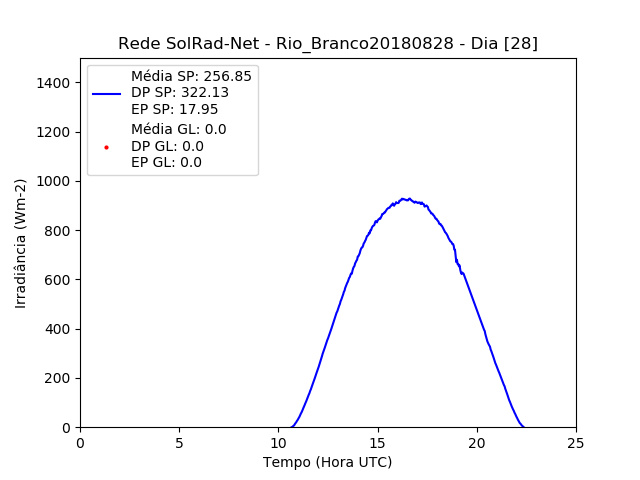 Rede SolRad-Net - Rio_Branco20180828 - Dia [28]
Média SP: 256.85
DP SP: 322.13
EP SP: 17.95
Média GL: 0.0
DP GL: 0.0
EP GL: 0.0
1400
1200
1000
800
600
400
200
0
Irradiância (Wm-2)
0 5 10 15 20 25
Tempo (Hora UTC)